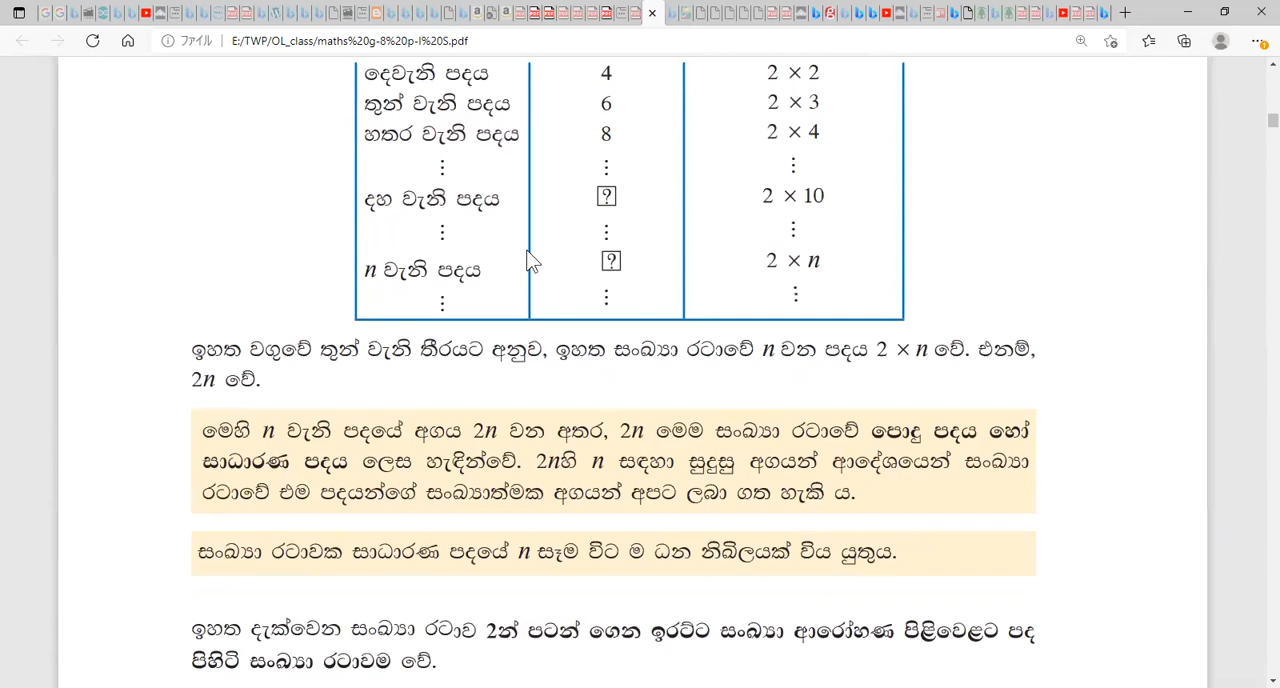 ファイル E:/TWP/OL_class/maths%20g-8%20p-I%20S.pdf
දෙවැනි පදය 4 2 × 2
තුන් වැනි පදය 6 2 × 3
හතර වැනි පදය 8 2 × 4
⋮ ⋮ ⋮
දහ වැනි පදය ? 2 × 10
⋮ ⋮ ⋮
n වැනි පදය ? 2 × n
⋮ ⋮ ⋮
ඉහත වගුවේ තුන් වැනි තීරයට අනුව, ඉහත සංඛ්‍යා රටාවේ n වන පදය 2 × n වේ. එනම්,
2n වේ.
මෙහි n වැනි පදයේ අගය 2n වන අතර, 2n මෙම සංඛ්‍යා රටාවේ පොදු පදය හෝ
සාධාරණ පදය ලෙස හැඳින්වේ. 2nහි n සඳහා සුදුසු අගයන් ආදේශයෙන් සංඛ්‍යා
රටාවේ එම පදයන්ගේ සංඛ්‍යාත්මක අගයන් අපට ලබා ගත හැකි ය.
සංඛ්‍යා රටාවක සාධාරණ පදයේ n සෑම විට ම ධන නිඛිලයක් විය යුතුය.
ඉහත දැක්වෙන සංඛ්‍යා රටාව 2න් පටන් ගෙන ඉරට්ට සංඛ්‍යා ආරෝහණ පිළිවෙළට පද
පිහිටි සංඛ්‍යා රටාවම වේ.